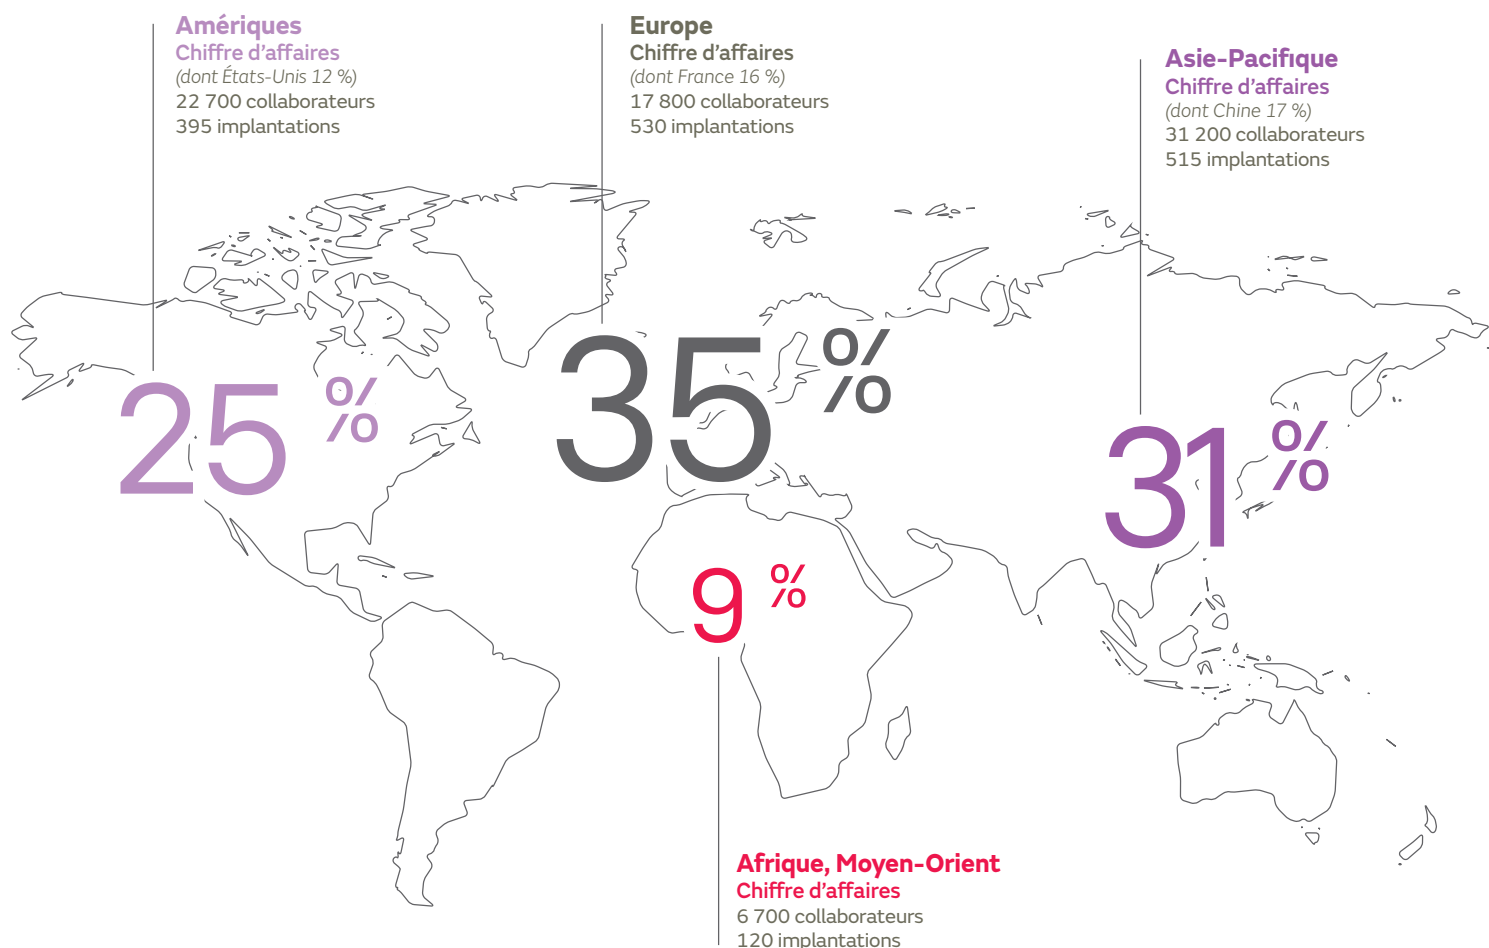 Amériques
Chiffre d'affaires
(dont États-Unis 12 %)
22 700 collaborateurs
395 implantations
25 %
Europe
Chiffre d'affaires
(dont France 16 %)
17 800 collaborateurs
530 implantations
35 %
Asie-Pacifique
Chiffre d'affaires
(dont Chine 17 %)
31 200 collaborateurs
515 implantations
31 %
9 %
Afrique, Moyen-Orient
Chiffre d'affaires
6 700 collaborateurs
120 implantations